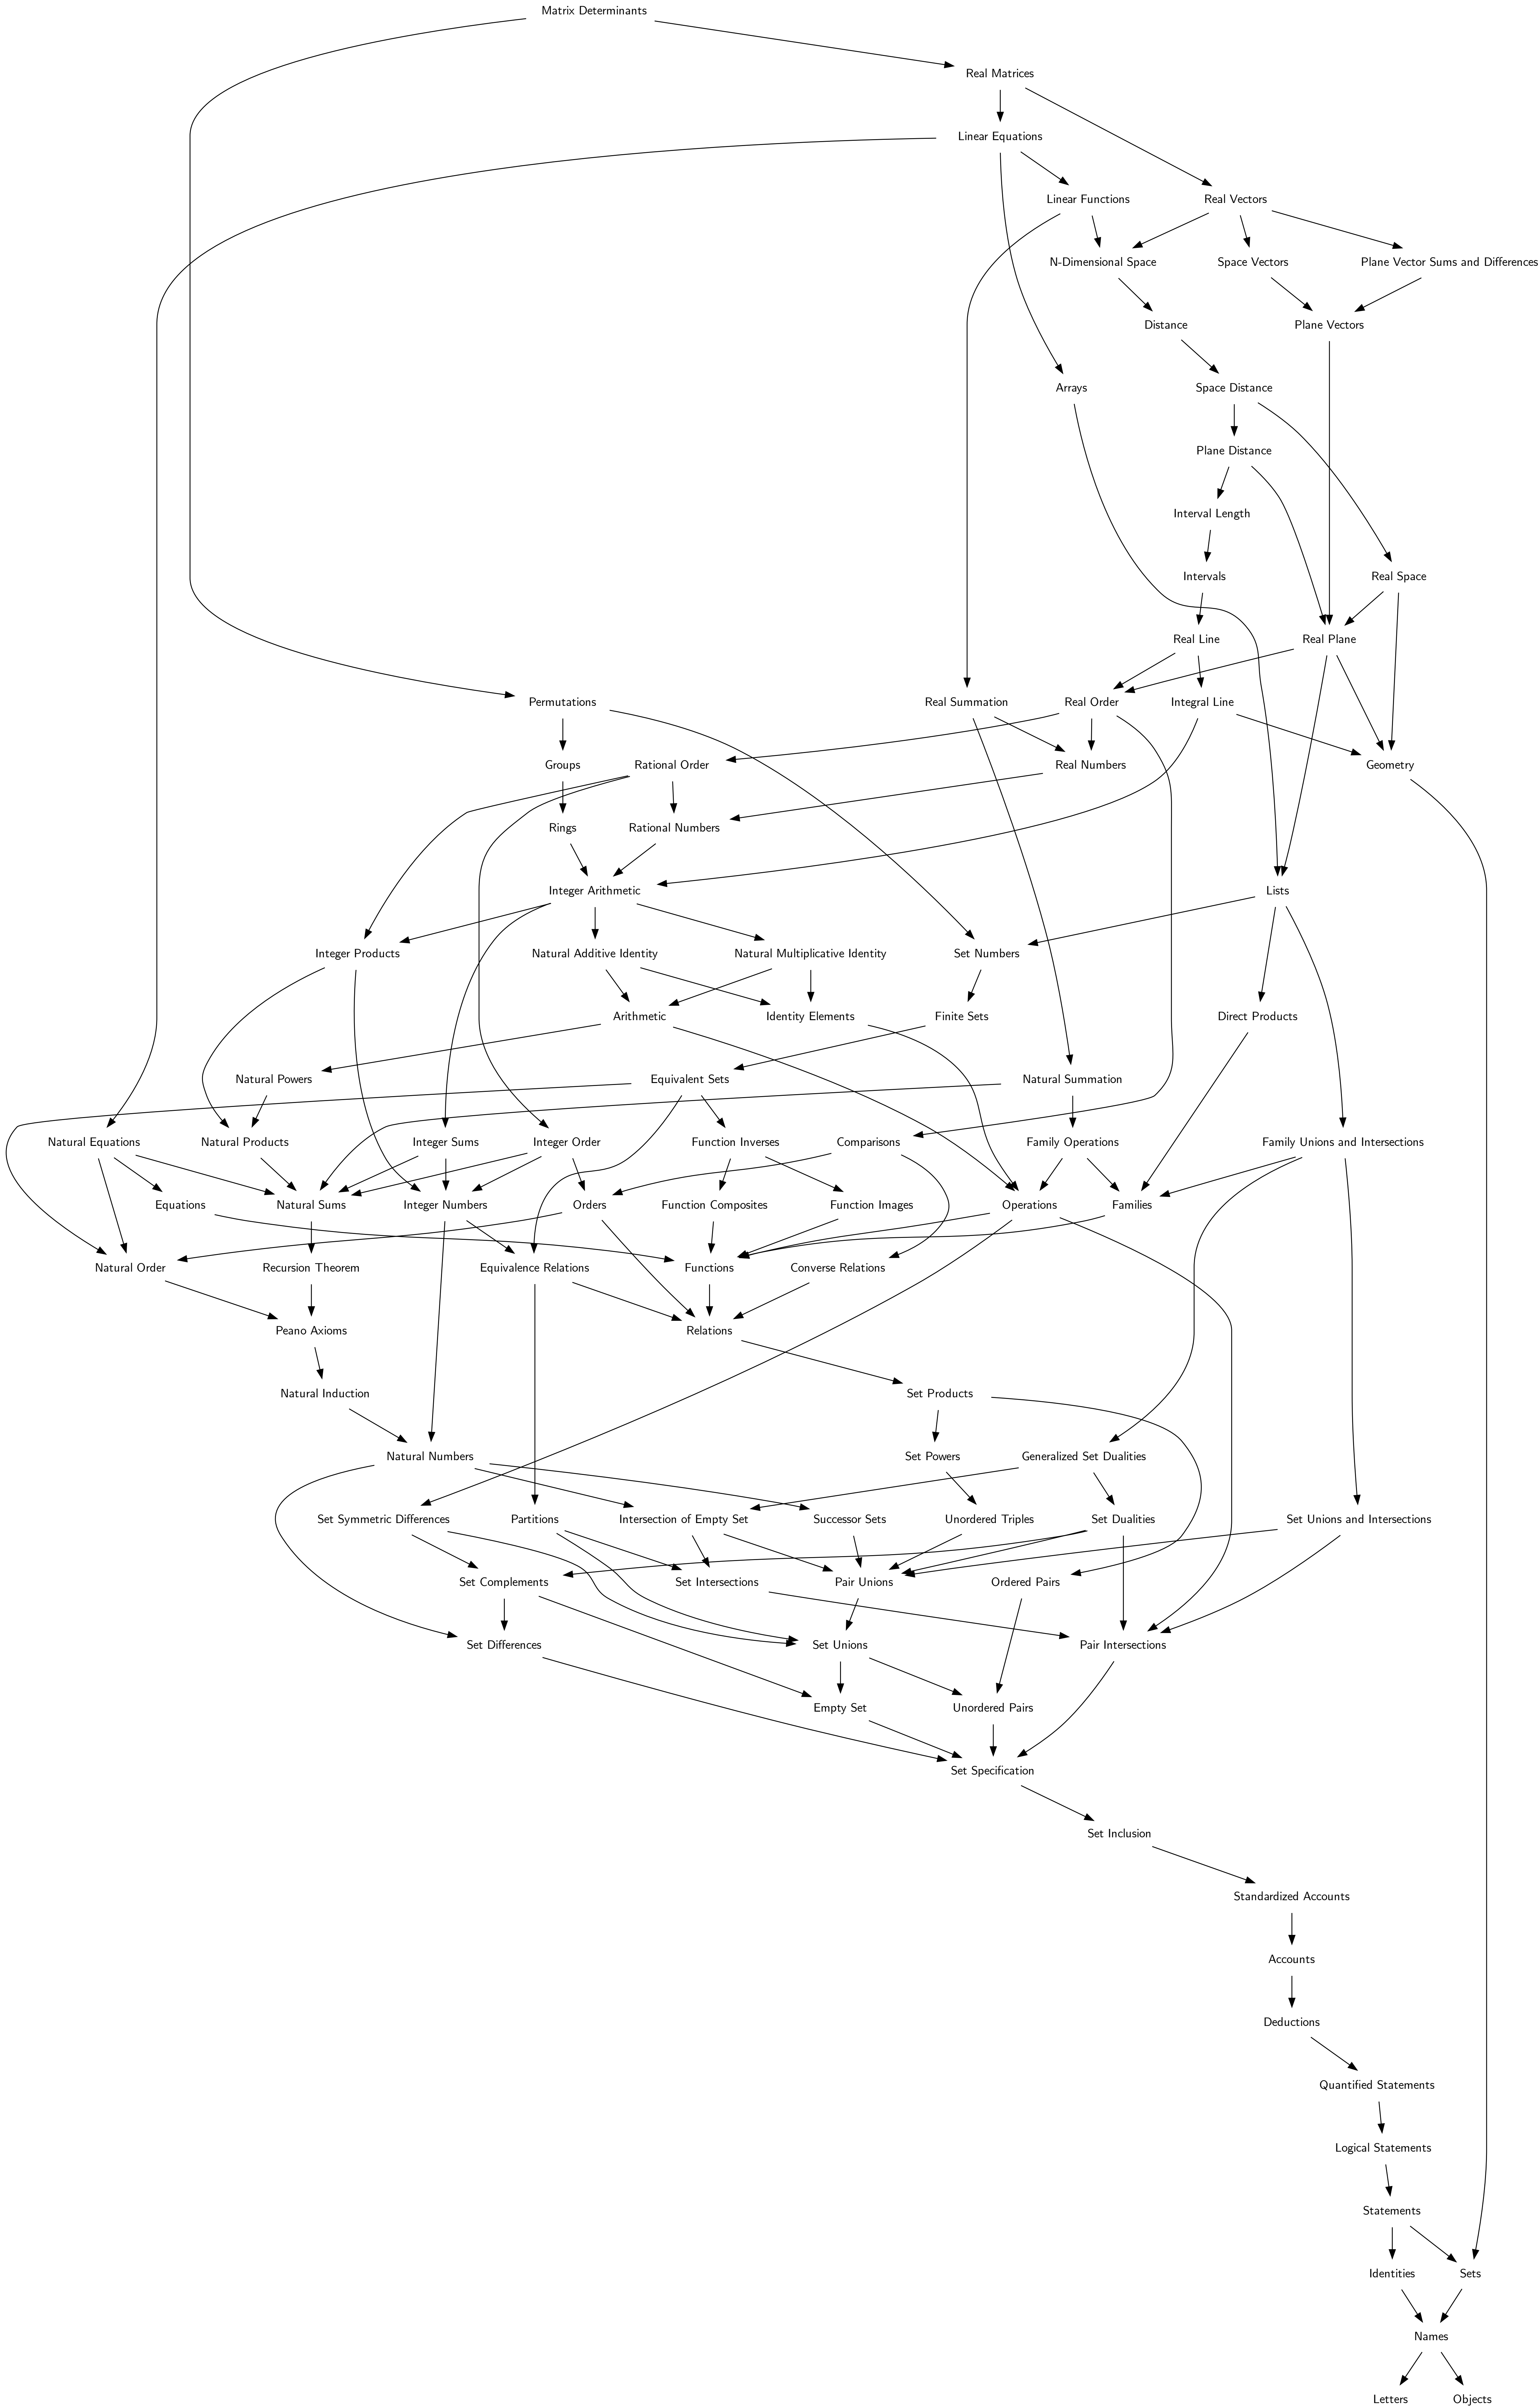 Matrix Determinants
Real Matrices
Linear Equations
Linear Functions
Real Vectors
N-Dimensional Space
Space Vectors
Plane Vector Sums and Differences
Distance
Plane Vectors
Arrays
Space Distance
Plane Distance
Interval Length
Intervals
Real Space
Real Line
Real Plane
Permutations
Real Summation
Real Order
Integral Line
Groups
Rational Order
Real Numbers
Geometry
Rings
Rational Numbers
Integer Arithmetic
Lists
Integer Products
Natural Additive Identity
Natural Multiplicative Identity
Set Numbers
Arithmetic
Identity Elements
Finite Sets
Direct Products
Natural Powers
Equivalent Sets
Natural Summation
Natural Equations
Natural Products
Integer Sums
Integer Order
Function Inverses
Comparisons
Family Operations
Family Unions and Intersections
Equations
Natural Sums
Integer Numbers
Orders
Function Composites
Function Images
Operations
Families
Natural Order
Recursion Theorem
Equivalence Relations
Functions
Converse Relations
Peano Axioms
Relations
Natural Induction
Set Products
Natural Numbers
Set Powers
Generalized Set Dualities
Set Symmetric Differences
Partitions
Intersection of Empty Set
Successor Sets
Unordered Triples
Set Dualities
Set Unions and Intersections
Set Complements
Set Intersections
Pair Unions
Ordered Pairs
Set Differences
Set Unions
Pair Intersections
Empty Set
Unordered Pairs
Set Specification
Set Inclusion
Standardized Accounts
Accounts
Deductions
Quantified Statements
Logical Statements
Statements
Identities
Sets
Names
Letters
Objects